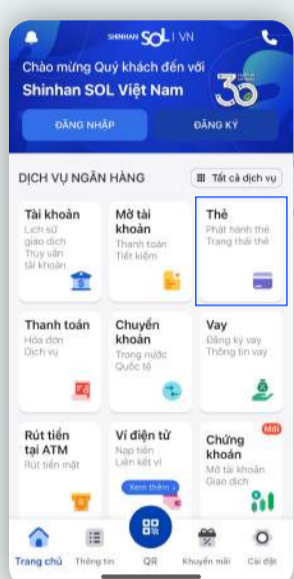 SHINHAN SOL VN
Chào mừng Quý khách đến với
Shinhan SOL Việt Nam
30
ĐĂNG NHẬP
ĐĂNG KÝ
DỊCH VỤ NGÂN HÀNG
Tất cả dịch vụ
Tài khoản
Lịch sử
giao dịch
Truy vấn
tài khoản
Mở tài
khoản
Thanh toán
Tiết kiệm
Thẻ
Phát hành thẻ
Trạng thái thẻ
Thanh toán
Hóa đơn
Dịch vụ
Chuyển
khoản
Trong nước
Quốc tế
Vay
Đăng ký vay
Thông tin vay
Rút tiền
tại ATM
Rút tiền mặt
Ví điện tử
Nạp tiền
Liên kết ví
Xem thêm ↓
Mới
Chứng
khoán
Mở tài khoản
Giao dịch
Trang chủ
Thông tin
QR
Khuyến mãi
Cài đặt